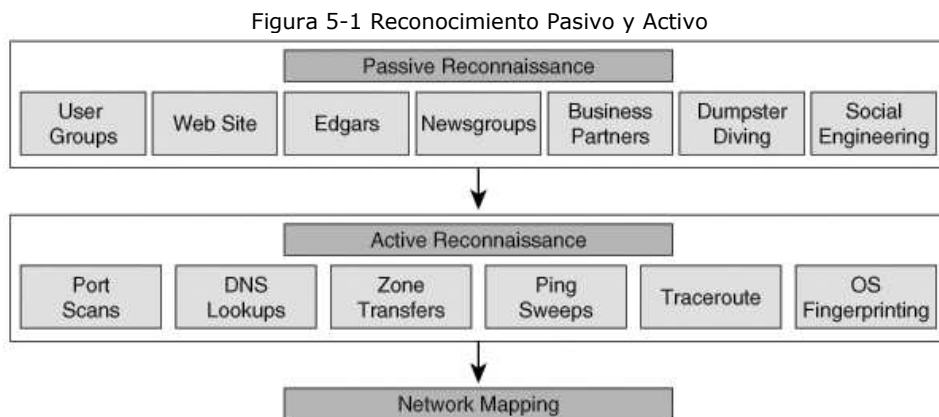 Figura 5-1 Reconocimiento Pasivo y Activo
Passive Reconnaissance
User
Groups
Web Site
Edgars
Newsgroups
Business
Partners
Dumpster
Diving
Social
Engineering
Active Reconnaissance
Port
Scans
DNS
Lookups
Zone
Transfers
Ping
Sweeps
Traceroute
OS
Fingerprinting
Network Mapping